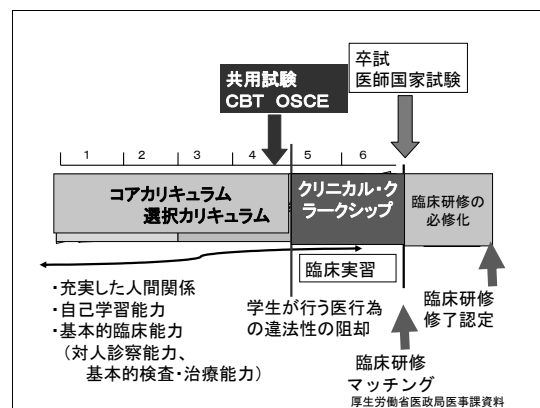 共用試験
CBT OSCE
卒試
医師国家試験
1 2 3 4 5 6
コアカリキュラム
選択カリキュラム
クリニカル・ク
ラークシップ
臨床研修の
必修化
臨床実習
・充実した人間関係
・自己学習能力
・基本的臨床能力
（対人診察能力、
基本的検査・治療能力）
学生が行う医行為
の違法性の阻却
臨床研修
修了認定
臨床研修
マッチング
厚生労働省医政局医事課資料